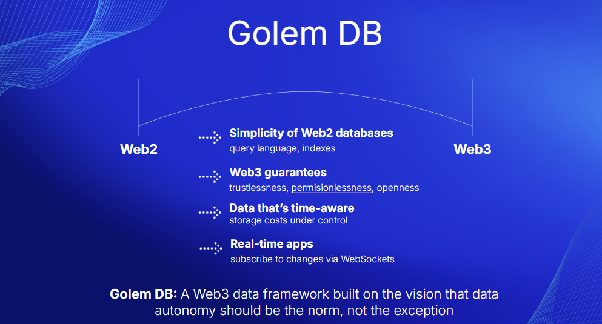 Golem DB
Web2
Web3
Simplicity of Web2 databases
query language, indexes
Web3 guarantees
trustlessness, permisionlessness, openness
Data that's time-aware
storage costs under control
Real-time apps
subscribe to changes via WebSockets
Golem DB: A Web3 data framework built on the vision that data
autonomy should be the norm, not the exception